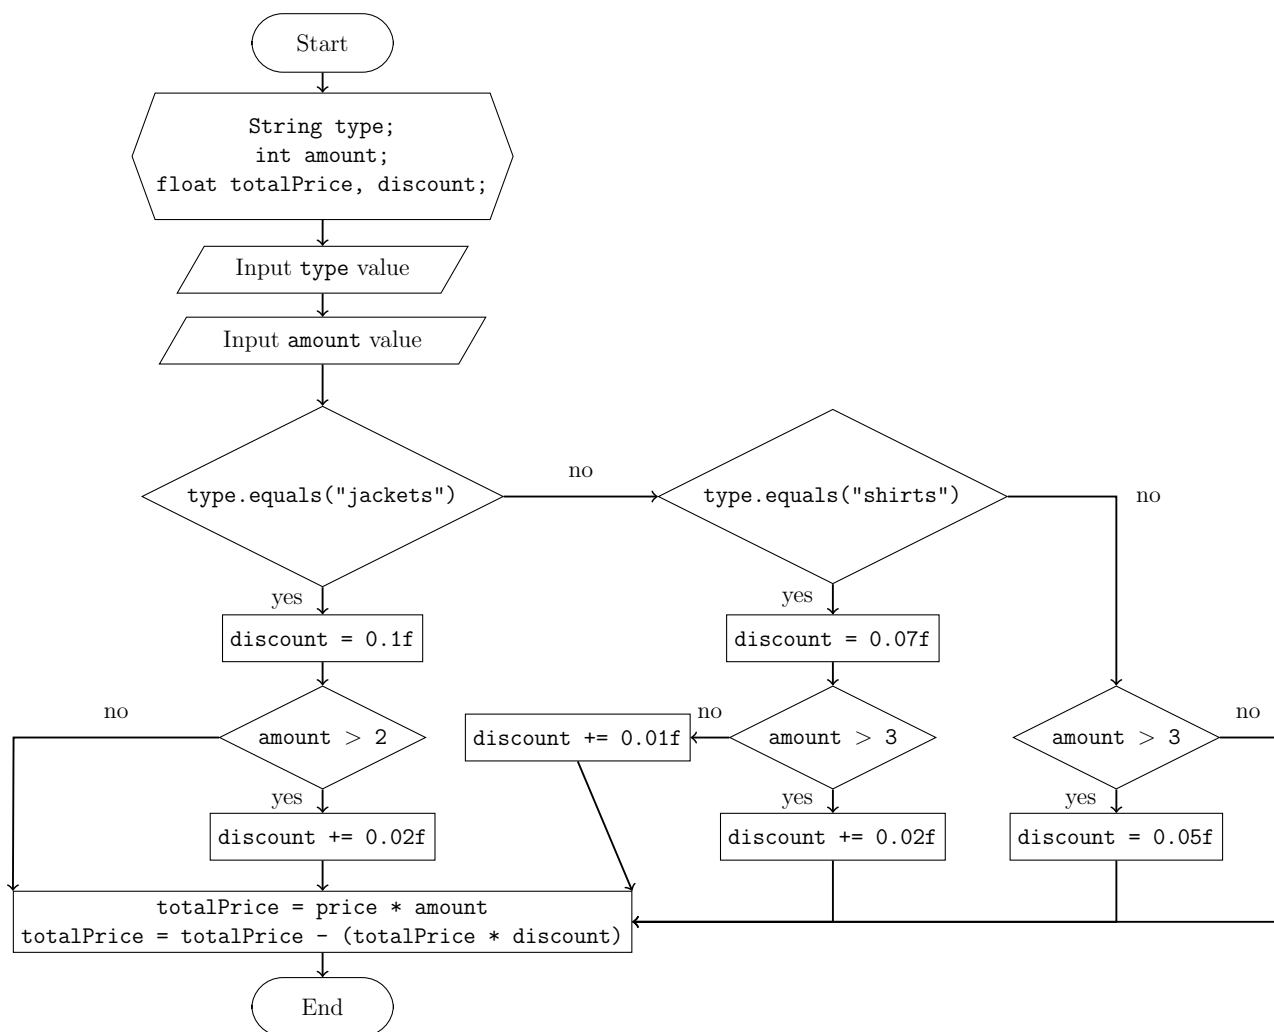 Start
String type;
int amount;
float totalPrice, discount;
Input type value
Input amount value
type.equals("jackets")
no
type.equals("shirts")
no
yes
yes
discount = 0.1f
discount = 0.07f
no
amount > 2
discount += 0.01f
no
amount > 3
amount > 3
no
yes
yes
yes
discount += 0.02f
discount += 0.02f
discount = 0.05f
totalPrice = price * amount
totalPrice = totalPrice - (totalPrice * discount)
End